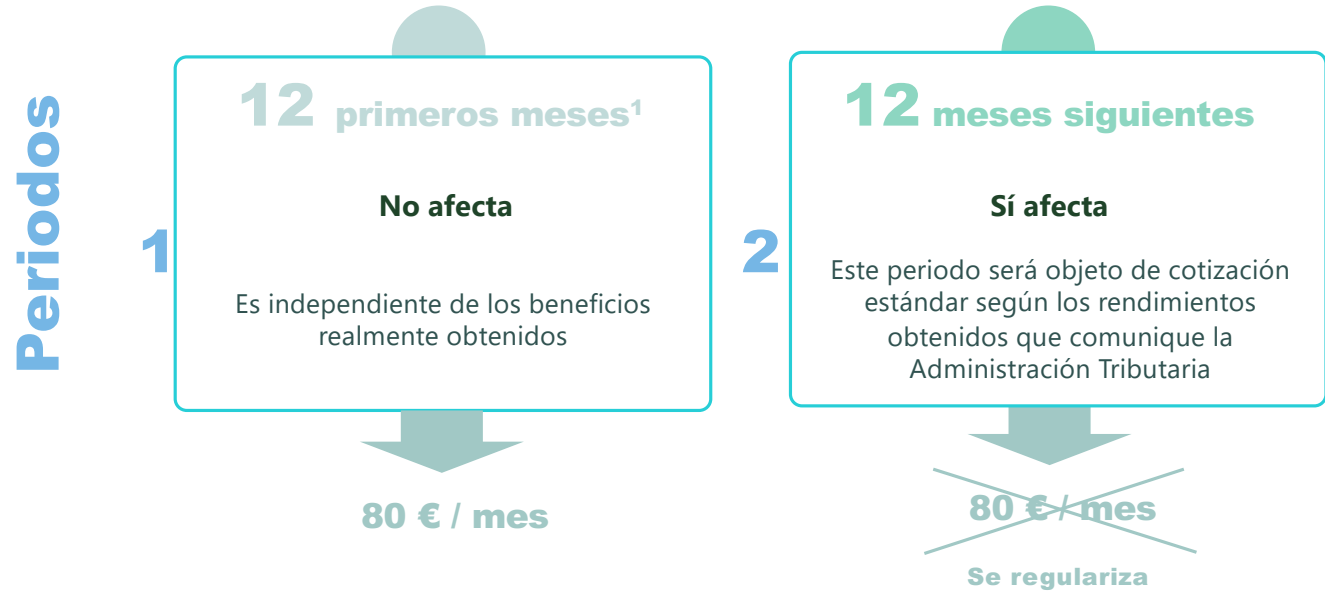 Periodos
1
12 primeros meses¹
No afecta
Es independiente de los beneficios
realmente obtenidos
80 € / mes
2
12 meses siguientes
Sí afecta
Este periodo será objeto de cotización
estándar según los rendimientos
obtenidos que comunique la
Administración Tributaria
80 € / mes
Se regulariza